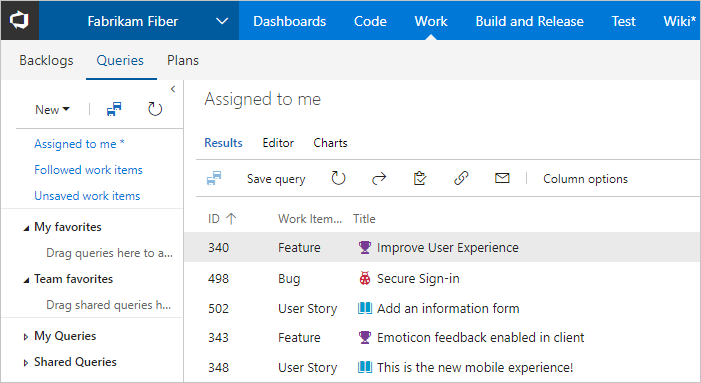 Fabrikam Fiber Dashboards Code Work Build and Release Test Wiki*
Backlogs Queries Plans
New
Assigned to me *
Followed work items
Unsaved work items
My favorites
Drag queries here to a...
Team favorites
Drag shared queries h...
My Queries
Shared Queries
Assigned to me
Results Editor Charts
Save query Column options
ID Work Item... Title
340 Feature Improve User Experience
498 Bug Secure Sign-in
502 User Story Add an information form
343 Feature Emoticon feedback enabled in client
348 User Story This is the new mobile experience!